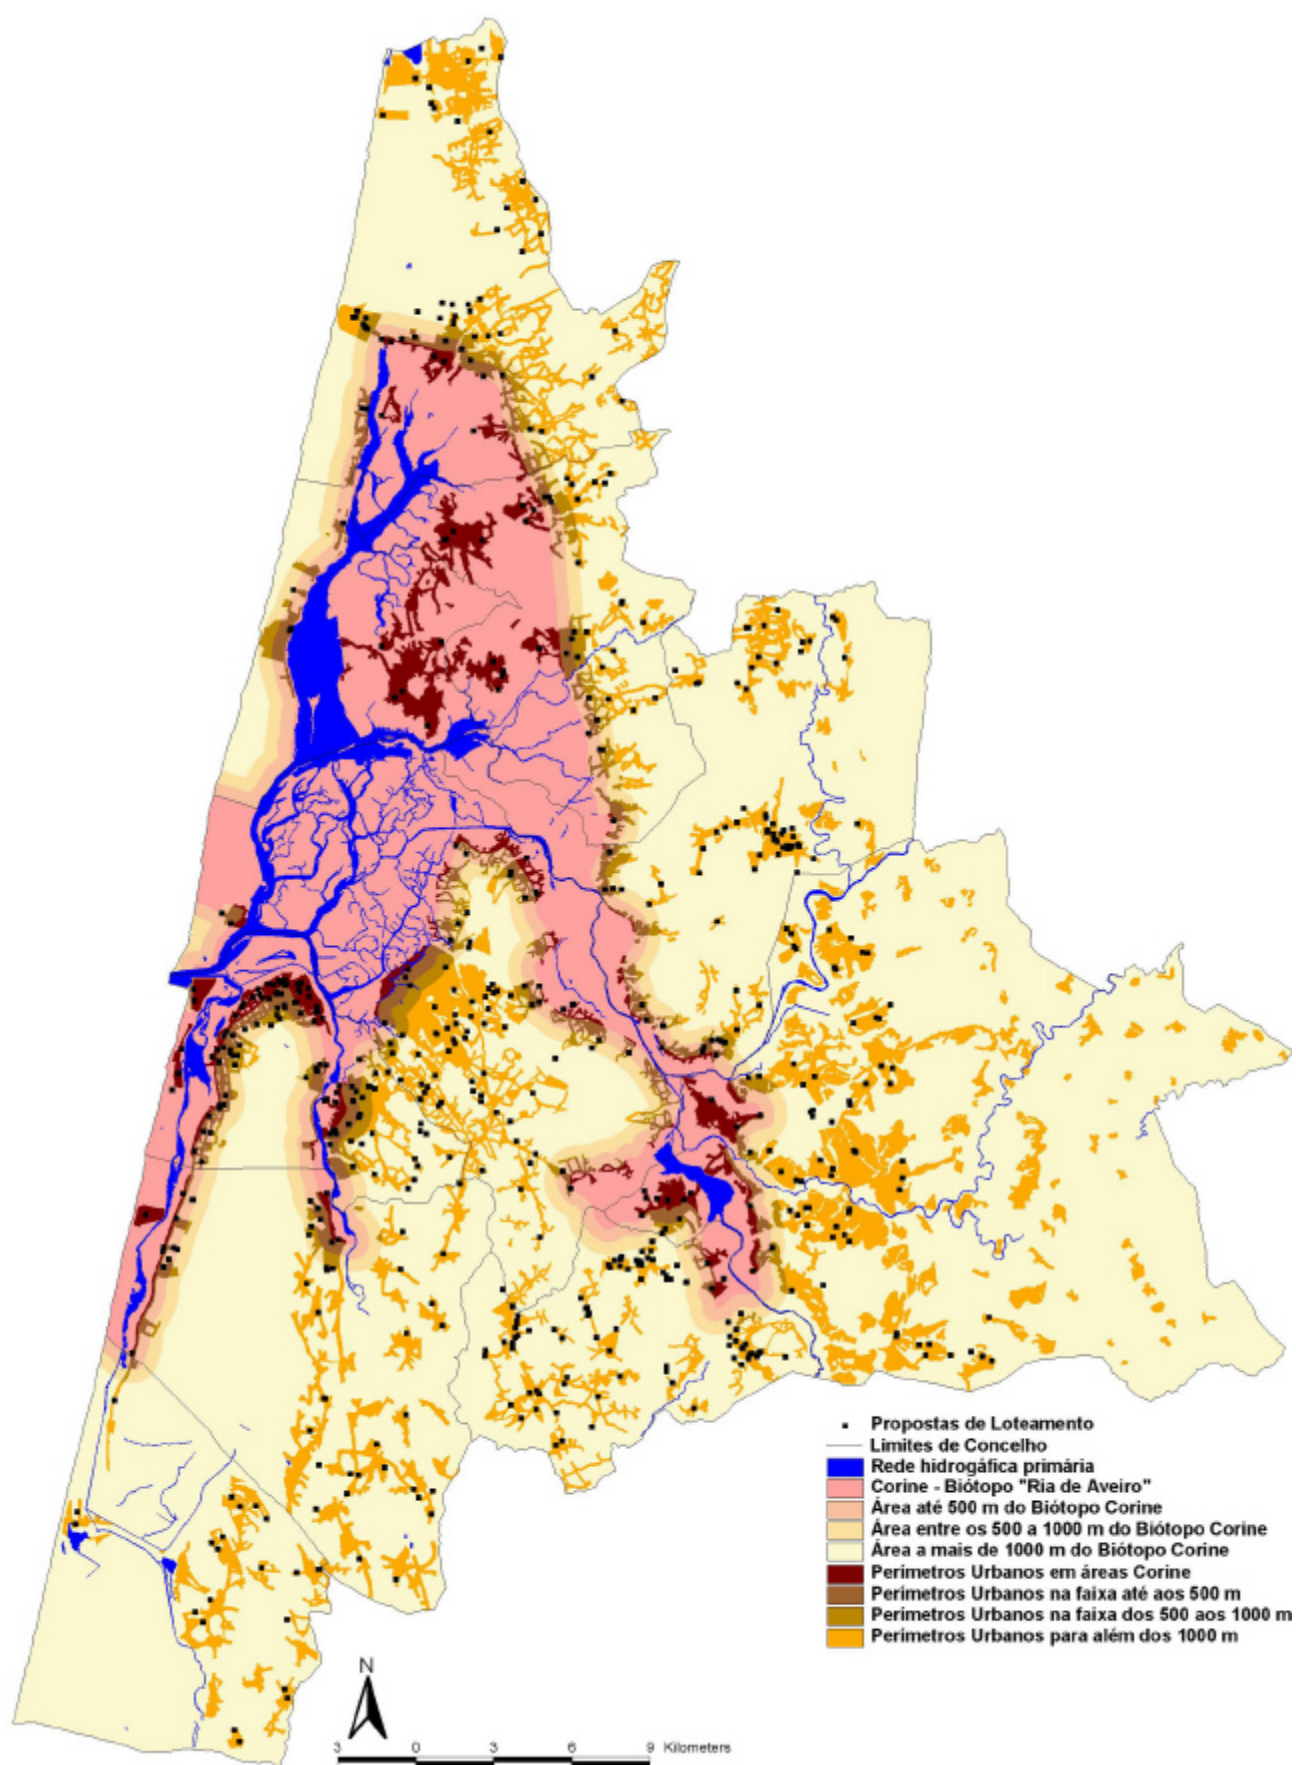 Propostas de Loteamento
Limites de Concelho
Rede hidrogáfica primária
Corine - Biótopo "Ria de Aveiro"
Área até 500 m do Biótopo Corine
Área entre os 500 a 1000 m do Biótopo Corine
Área a mais de 1000 m do Biótopo Corine
Perímetros Urbanos em áreas Corine
Perímetros Urbanos na faixa até aos 500 m
Perímetros Urbanos na faixa dos 500 aos 1000 m
Perímetros Urbanos para além dos 1000 m
N
3 0 3 6 9 Kilometers